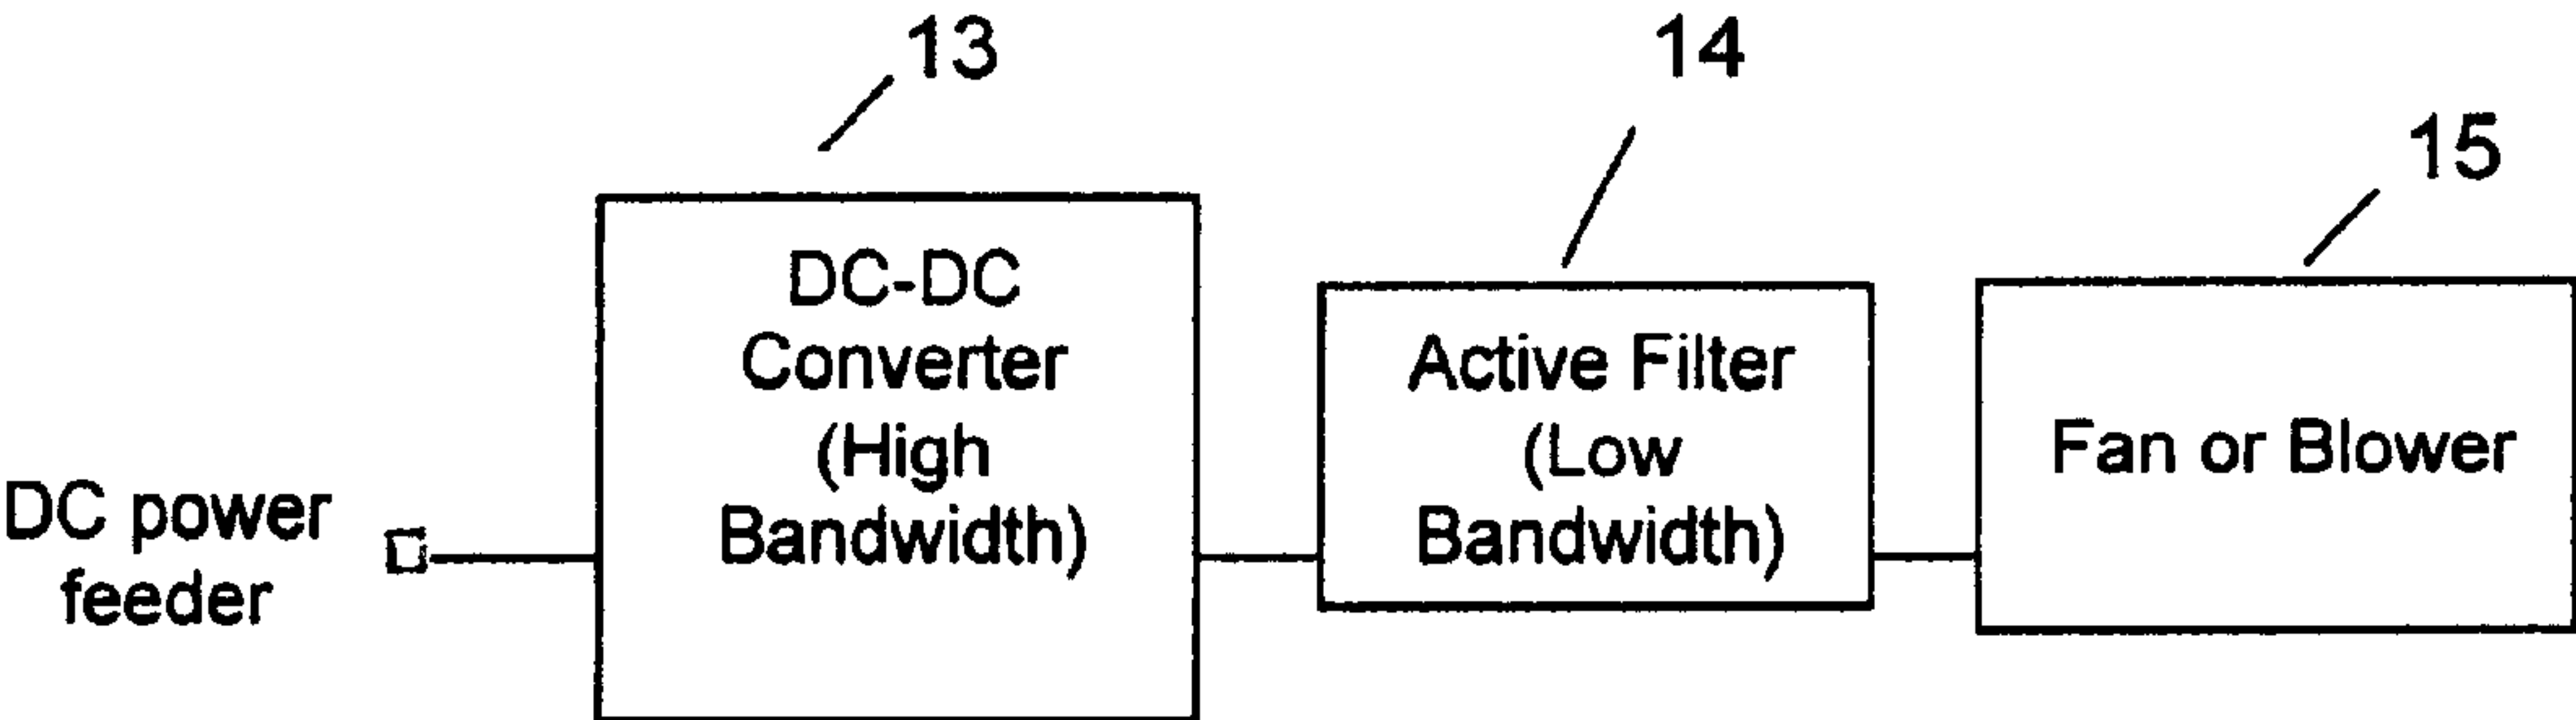 13
14
15
DC power
feeder
DC-DC
Converter
(High
Bandwidth)
Active Filter
(Low
Bandwidth)
Fan or Blower